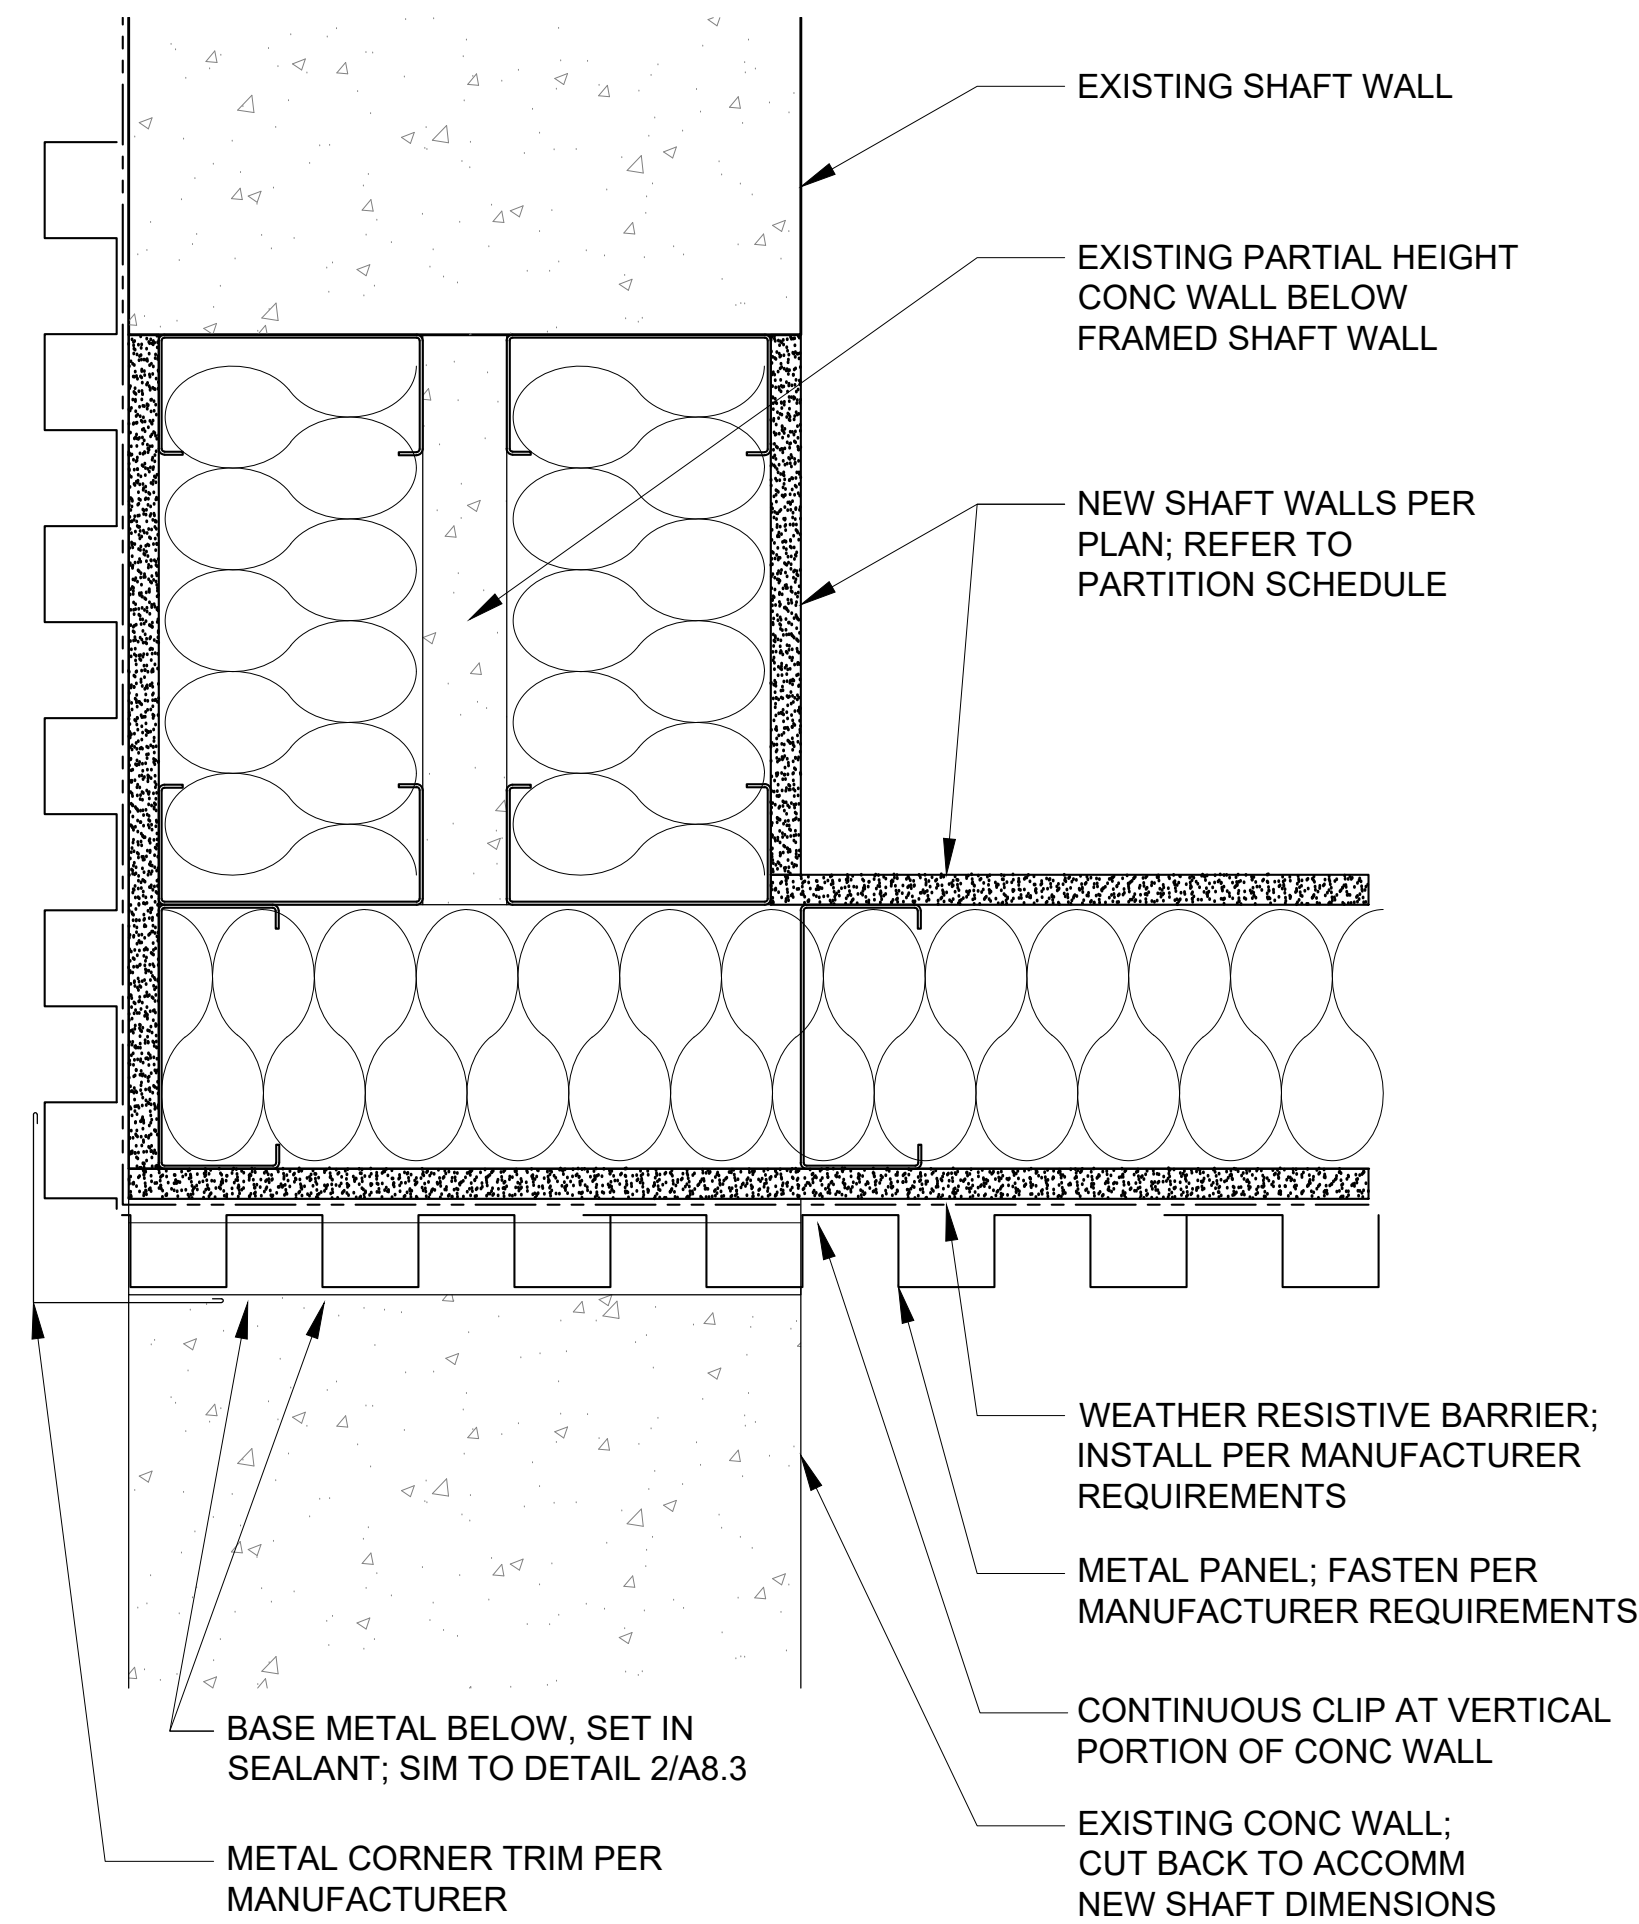 EXISTING SHAFT WALL
EXISTING PARTIAL HEIGHT
CONC WALL BELOW
FRAMED SHAFT WALL
NEW SHAFT WALLS PER
PLAN; REFER TO
PARTITION SCHEDULE
WEATHER RESISTIVE BARRIER;
INSTALL PER MANUFACTURER
REQUIREMENTS
METAL PANEL; FASTEN PER
MANUFACTURER REQUIREMENTS
CONTINUOUS CLIP AT VERTICAL
PORTION OF CONC WALL
EXISTING CONC WALL;
CUT BACK TO ACCOMM
NEW SHAFT DIMENSIONS
BASE METAL BELOW, SET IN
SEALANT; SIM TO DETAIL 2/A8.3
METAL CORNER TRIM PER
MANUFACTURER